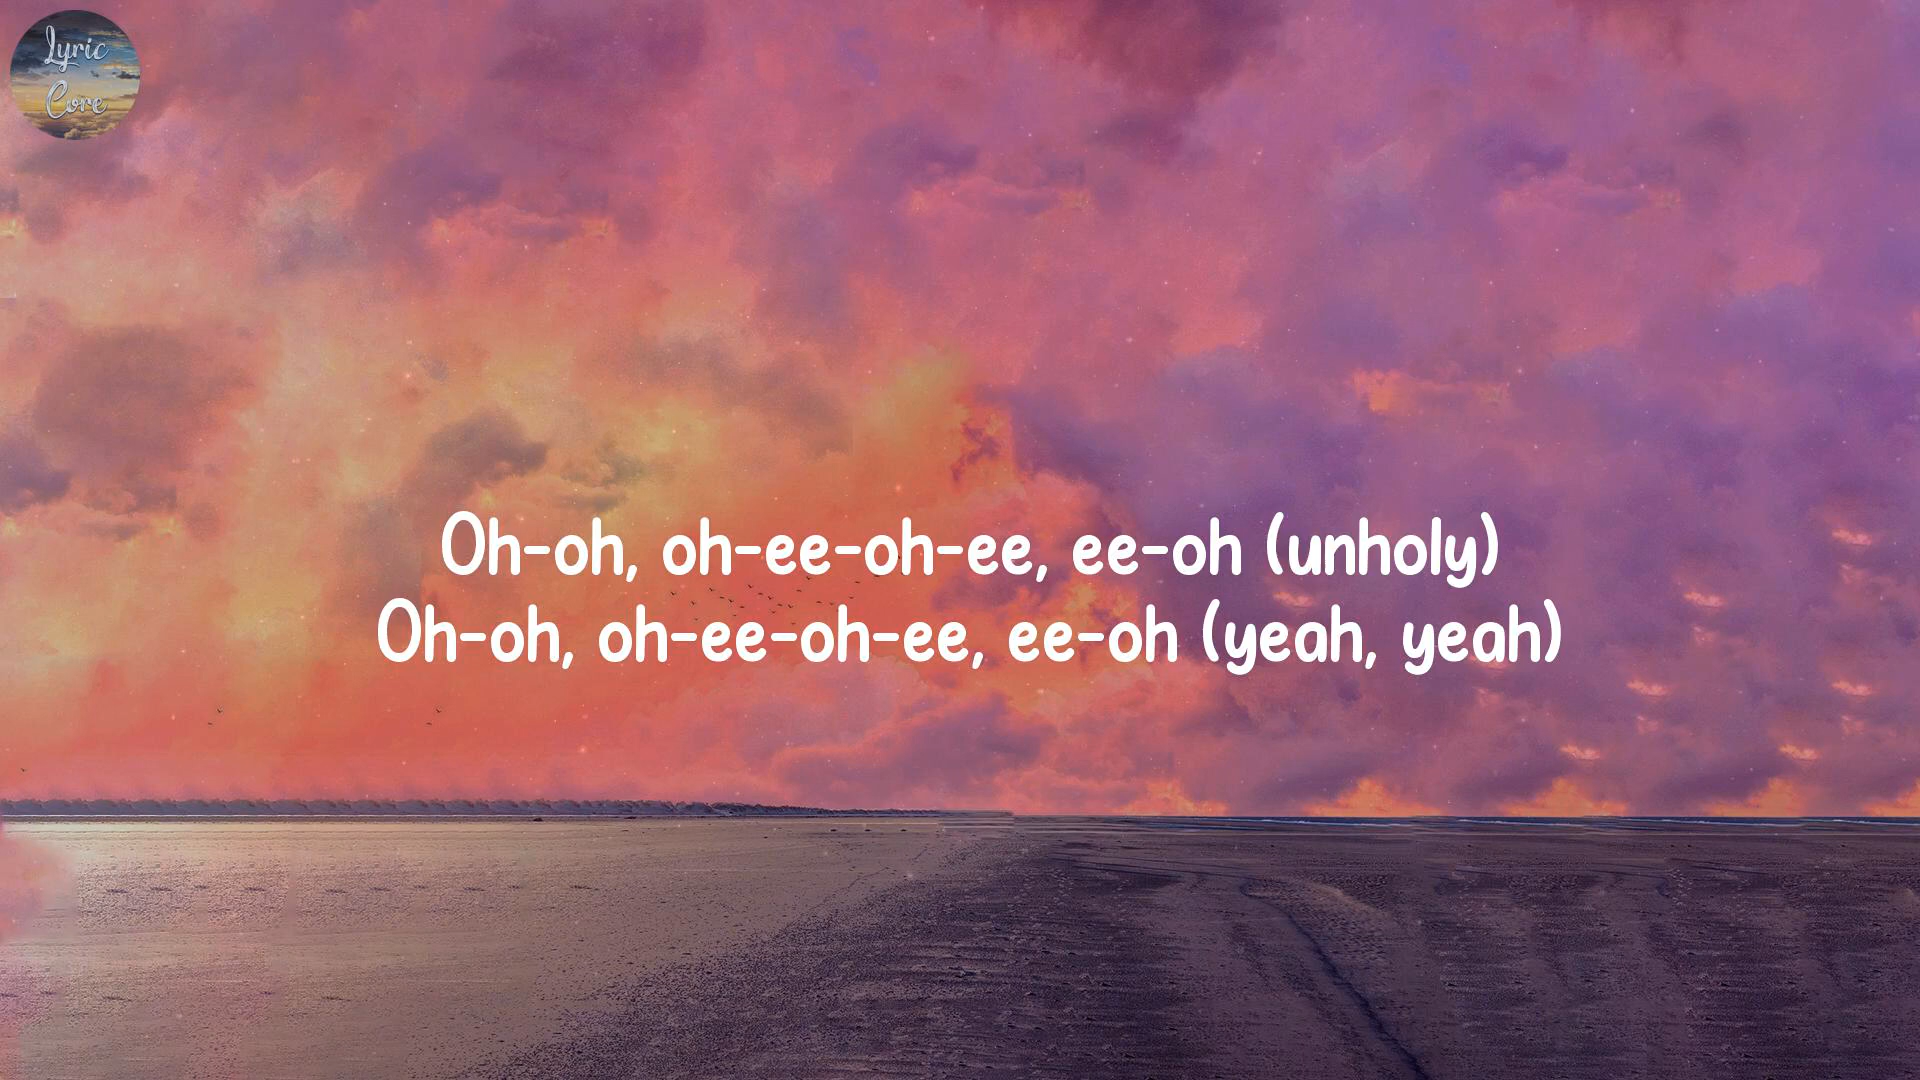 Lyric
Core
Oh-oh, oh-ee-oh-ee, ee-oh (unholy)
Oh-oh, oh-ee-oh-ee, ee-oh (yeah, yeah)